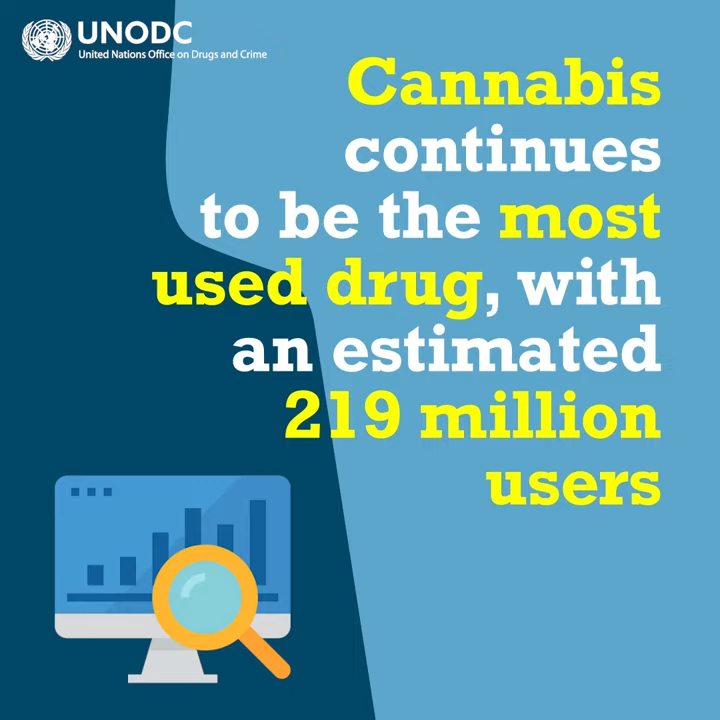 UNODC
United Nations Office on Drugs and Crime
Cannabis
continues
to be the most
used drug, with
an estimated
219 million
users